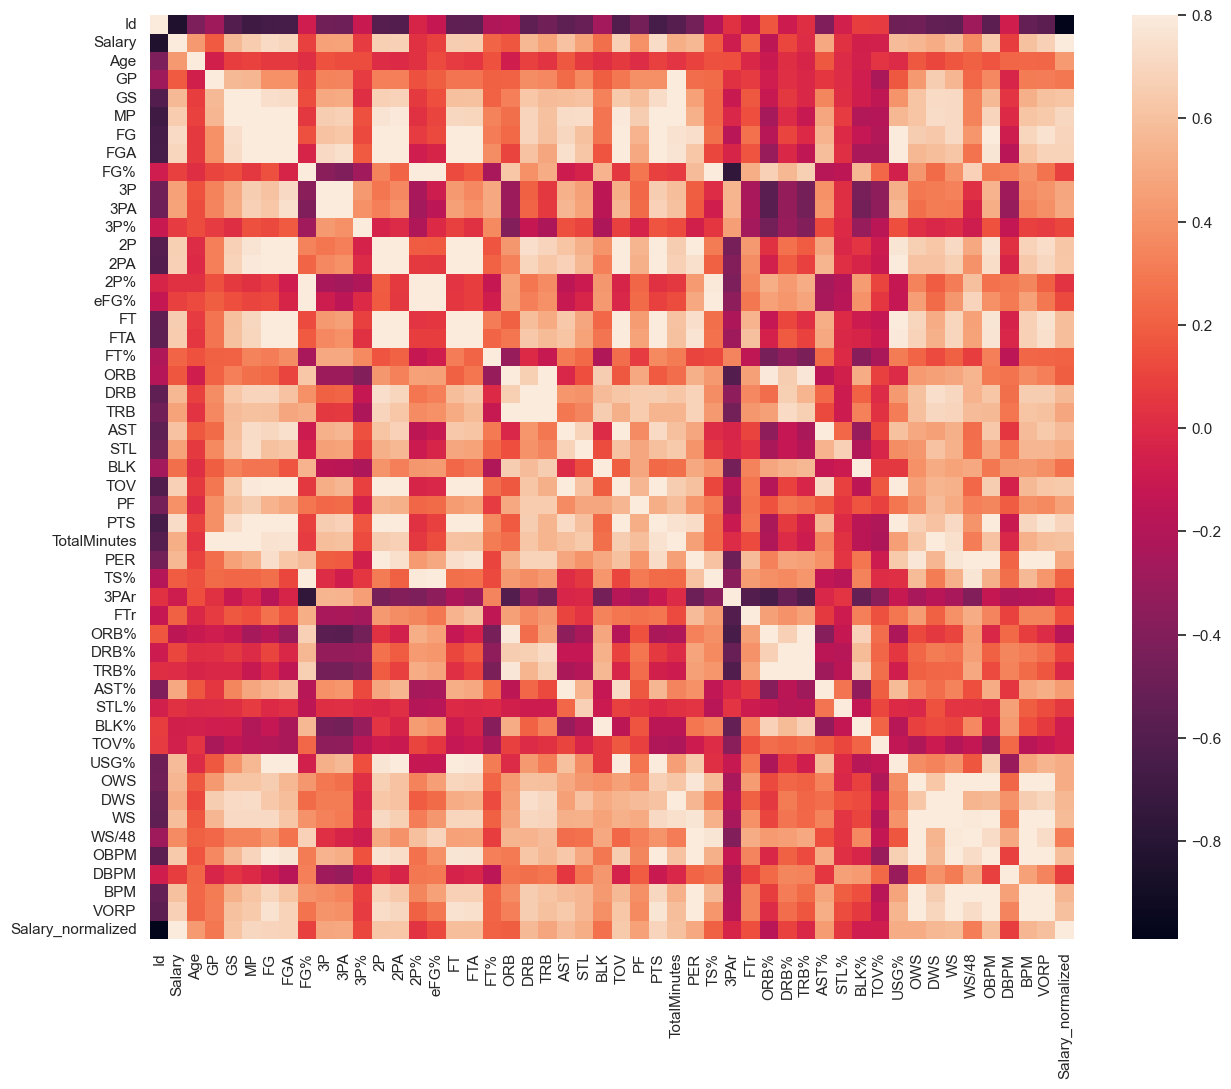 Id
Salary
Age
GP
GS
MP
FG
FGA
FG%
3P
3PA
3P%
2P
2PA
2P%
eFG%
FT
FTA
FT%
ORB
DRB
TRB
AST
STL
BLK
TOV
PF
PTS
TotalMinutes
PER
TS%
3PAr
FTr
ORB%
DRB%
TRB%
AST%
STL%
BLK%
TOV%
USG%
OWS
DWS
WS
WS/48
OBPM
DBPM
BPM
VORP
Salary_normalized
Id
Salary
Age
GP
GS
MP
FG
FGA
FG%
3P
3PA
3P%
2P
2PA
2P%
eFG%
FT
FTA
FT%
ORB
DRB
TRB
AST
STL
BLK
TOV
PF
PTS
TotalMinutes
PER
TS%
3PAr
FTr
ORB%
DRB%
TRB%
AST%
STL%
BLK%
TOV%
USG%
OWS
DWS
WS
WS/48
OBPM
DBPM
BPM
VORP
Salary_normalized
0.8
0.6
0.4
0.2
0.0
−0.2
−0.4
−0.6
−0.8